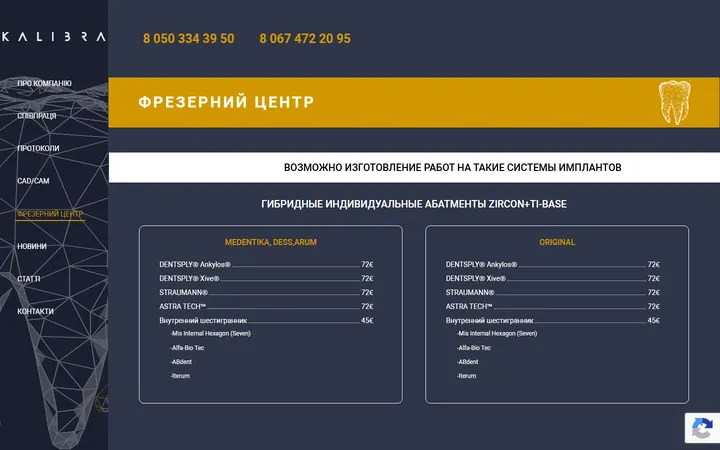 KALIBRA
8 050 334 39 50 8 067 472 20 95
ПРО КОМПАНІЮ
СПІВПРАЦЯ
ПРОТОКОЛИ
CAD/CAM
ФРЕЗЕРНИЙ ЦЕНТР
НОВИНИ
СТАТТІ
КОНТАКТИ
ФРЕЗЕРНИЙ ЦЕНТР
ВОЗМОЖНО ИЗГОТОВЛЕНИЕ РАБОТ НА ТАКИЕ СИСТЕМЫ ИМПЛАНТОВ
ГИБРИДНЫЕ ИНДИВИДУАЛЬНЫЕ АБАТМЕНТЫ ZIRCON+TI-BASE
MEDENTIKA, DESS,ARUM
DENTSPLY® Ankylos® 72€
DENTSPLY® Xive® 72€
STRAUMANN® 72€
ASTRA TECH™ 72€
Внутренний шестигранник 45€
-Mis Internal Hexagon (Seven)
-Alfa-Bio Tec
-ABdent
-Iterum
ORIGINAL
DENTSPLY® Ankylos® 72€
DENTSPLY® Xive® 72€
STRAUMANN® 72€
ASTRA TECH™ 72€
Внутренний шестигранник 45€
-Mis Internal Hexagon (Seven)
-Alfa-Bio Tec
-ABdent
-Iterum